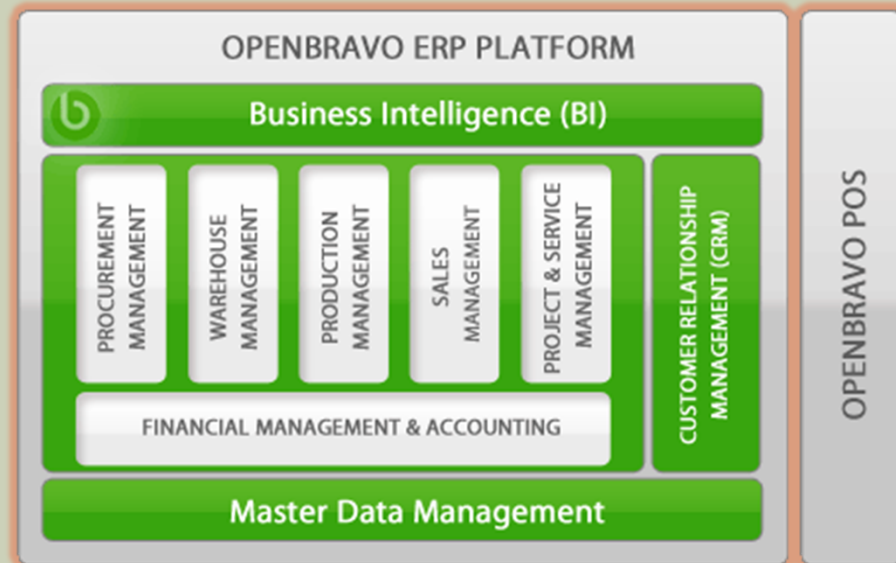 OPENBRAVO ERP PLATFORM
b
Business Intelligence (BI)
PROCUREMENT
MANAGEMENT
WAREHOUSE
MANAGEMENT
PRODUCTION
MANAGEMENT
SALES
MANAGEMENT
PROJECT & SERVICE
MANAGEMENT
CUSTOMER RELATIONSHIP
MANAGEMENT (CRM)
FINANCIAL MANAGEMENT & ACCOUNTING
Master Data Management
OPENBRAVO POS